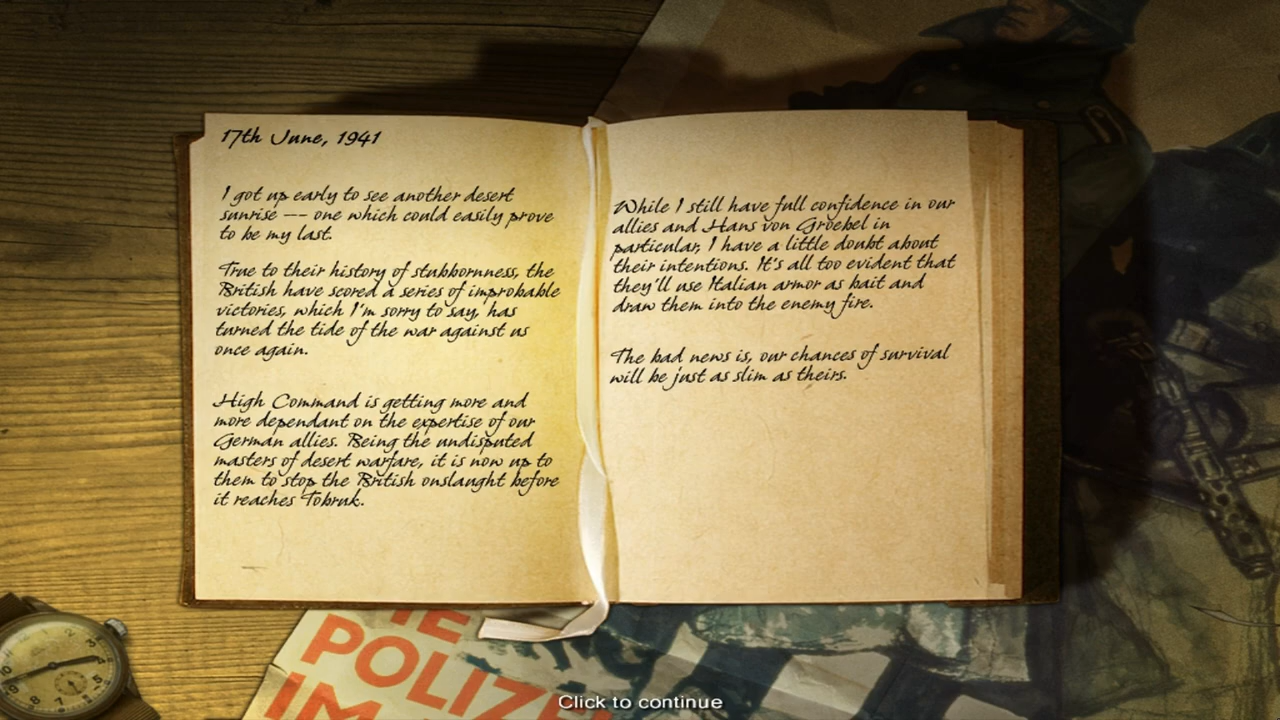 17th June, 1941
I got up early to see another desert
sunrise -- one which could easily prove
to be my last.
True to their history of stubbornness, the
British have scored a series of improbable
victories, which I'm sorry to say, has
turned the tide of the war against us
once again.
High Command is getting more and
more dependant on the expertise of our
German allies. Being the undisputed
masters of desert warfare, it is now up to
them to stop the British onslaught before
it reaches Tobruk.
While I still have full confidence in our
allies and Hans von Groebel in
particular, I have a little doubt about
their intentions. It's all too evident that
they'll use Italian armor as bait and
draw them into the enemy fire.
The bad news is, our chances of survival
will be just as slim as theirs.
POLIZE
IM
Click to continue